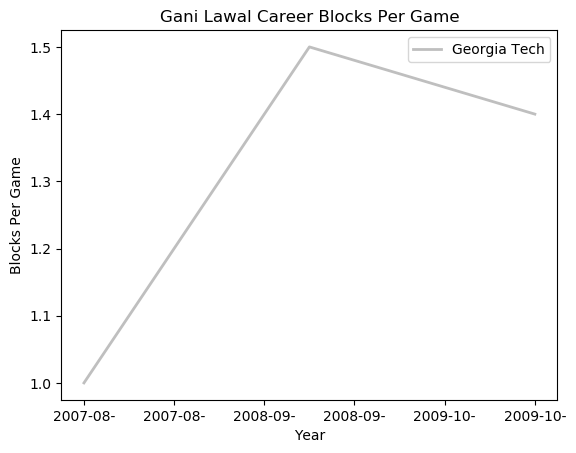 Gani Lawal Career Blocks Per Game
Georgia Tech
Blocks Per Game
1.5
1.4
1.3
1.2
1.1
1.0
2007-08- 2007-08- 2008-09- 2008-09- 2009-10- 2009-10-
Year